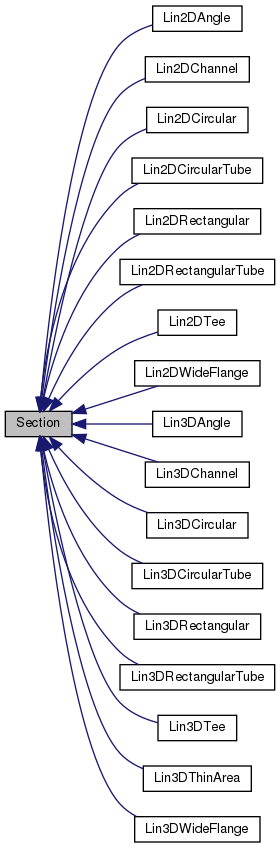 Lin2DAngle
Lin2DChannel
Lin2DCircular
Lin2DCircularTube
Lin2DRectangular
Lin2DRectangularTube
Lin2DTee
Lin2DWideFlange
Section
Lin3DAngle
Lin3DChannel
Lin3DCircular
Lin3DCircularTube
Lin3DRectangular
Lin3DRectangularTube
Lin3DTee
Lin3DThinArea
Lin3DWideFlange